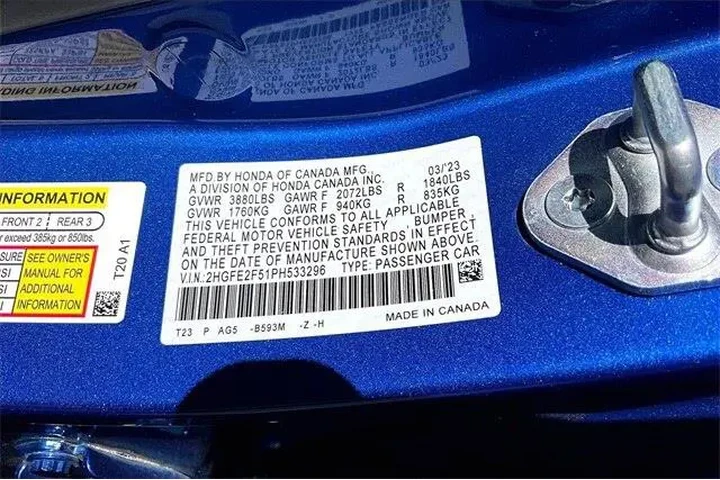 INFORMATION
FRONT 2 REAR 3
or exceed 385kg or 850lbs.
SEE OWNER'S
MANUAL FOR
ADDITIONAL
INFORMATION
T20 A1
MFD.BY HONDA OF CANADA MFG., 03/'23
A DIVISION OF HONDA CANADA INC.
GVWR 3880LBS GAWR F 2072LBS R 1840LBS
GVWR 1760KG GAWR F 940KG R 835KG
THIS VEHICLE CONFORMS TO ALL APPLICABLE
FEDERAL MOTOR VEHICLE SAFETY , BUMPER ,
AND THEFT PREVENTION STANDARDS IN EFFECT
ON THE DATE OF MANUFACTURE SHOWN ABOVE.
V.I.N.:2HGFE2F51PH533296 TYPE: PASSENGER CAR
MADE IN CANADA
T23 P AG5 -B593M -Z -H